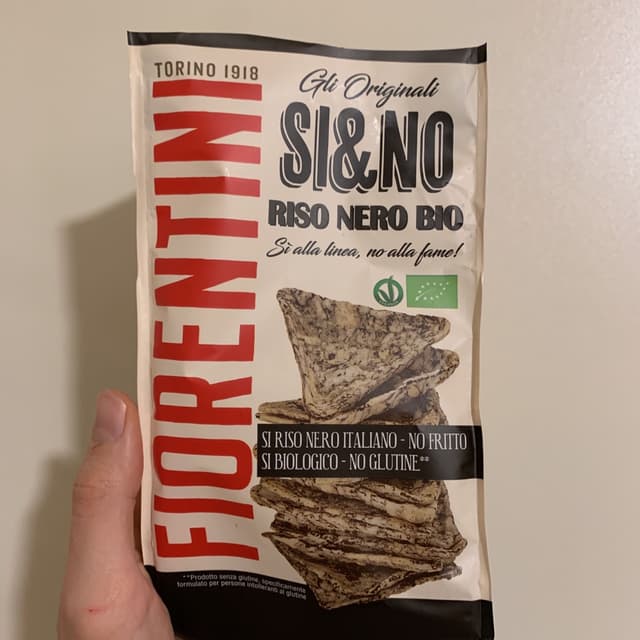 TORINO 1918
FIORENTINI
Gli Originali
SI&NO
RISO NERO BIO
Sì alla linea, no alla fame!
SI RISO NERO ITALIANO - NO FRITTO
SI BIOLOGICO - NO GLUTINE**
**Prodotto senza glutine, specificamente
formulato per persone intolleranti al glutine